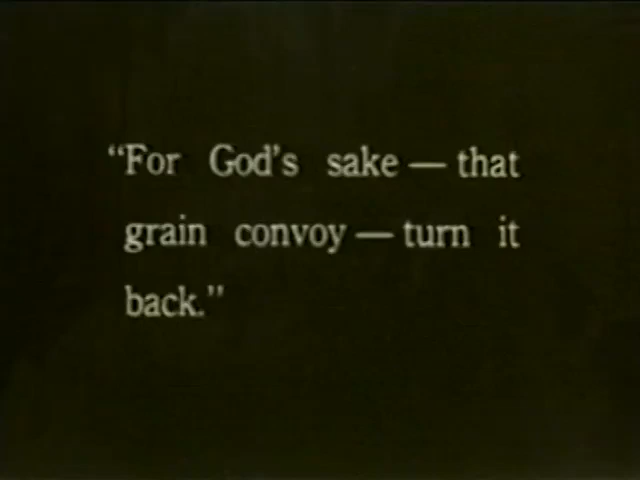 “For God's sake — that
grain convoy — turn it
back.”